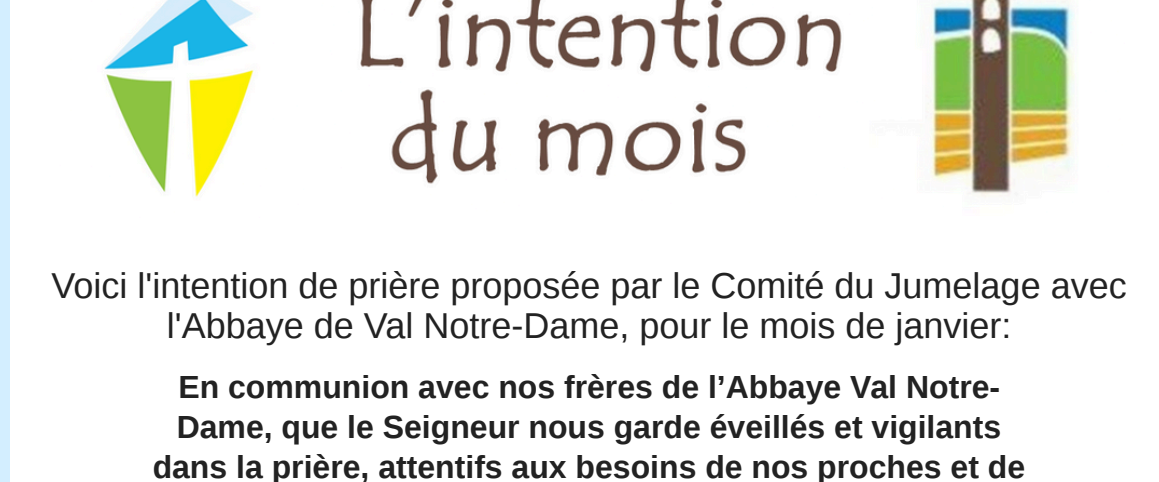 L'intention
du mois
Voici l'intention de prière proposée par le Comité du Jumelage avec
l'Abbaye de Val Notre-Dame, pour le mois de janvier:
En communion avec nos frères de l’Abbaye Val Notre-
Dame, que le Seigneur nous garde éveillés et vigilants
dans la prière, attentifs aux besoins de nos proches et de